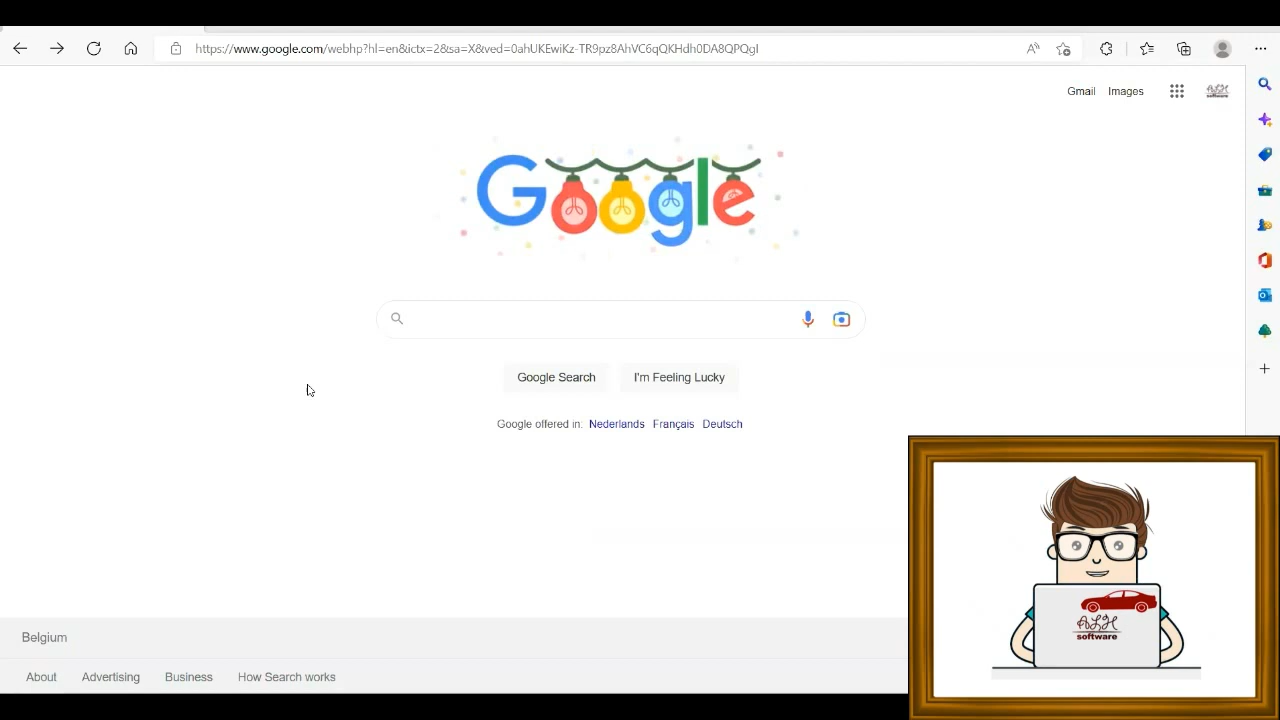 https://www.google.com/webhp?hl=en&ictx=2&sa=X&ved=0ahUKEwiKz-TR9pz8AhVC6qQKHdh0DA8QPQgI
Gmail Images
Google
Google Search I'm Feeling Lucky
Google offered in: Nederlands Français Deutsch
Belgium
About Advertising Business How Search works
ALH
software